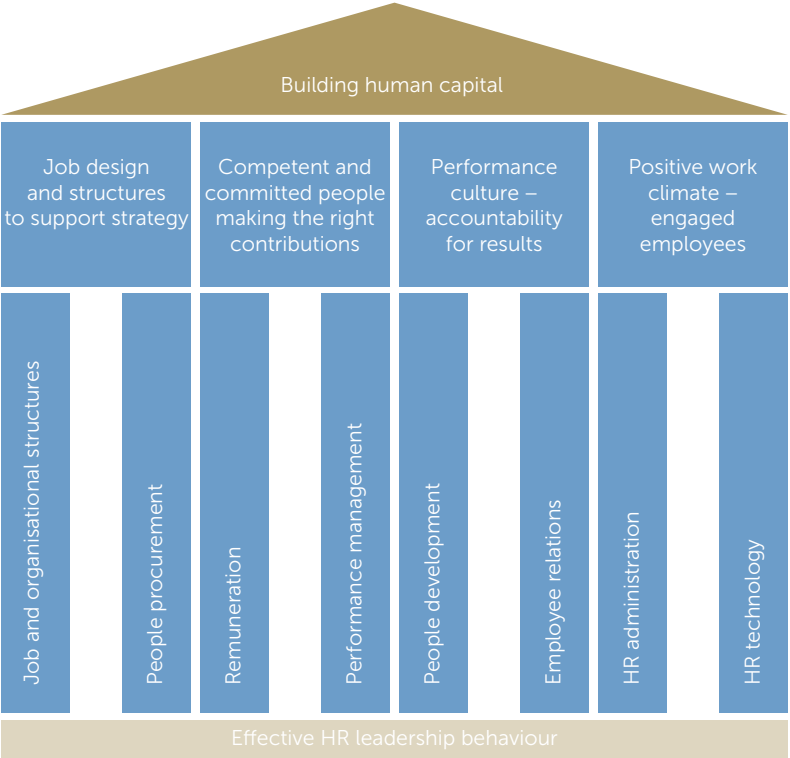 Building human capital
Job design
and structures
to support strategy
Competent and
committed people
making the right
contributions
Performance
culture –
accountability
for results
Positive work
climate –
engaged
employees
Job and organisational structures
People procurement
Remuneration
Performance management
People development
Employee relations
HR administration
HR technology
Effective HR leadership behaviour